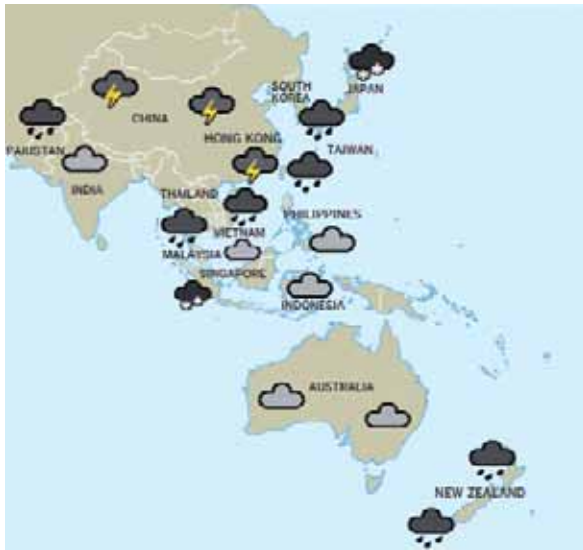 SOUTH
KOREA
JAPAN
CHINA
HONG KONG
PAKISTAN
TAIWAN
INDIA
THAILAND
PHILIPPINES
VIETNAM
MALAYSIA
SINGAPORE
INDONESIA
AUSTRALIA
NEW ZEALAND